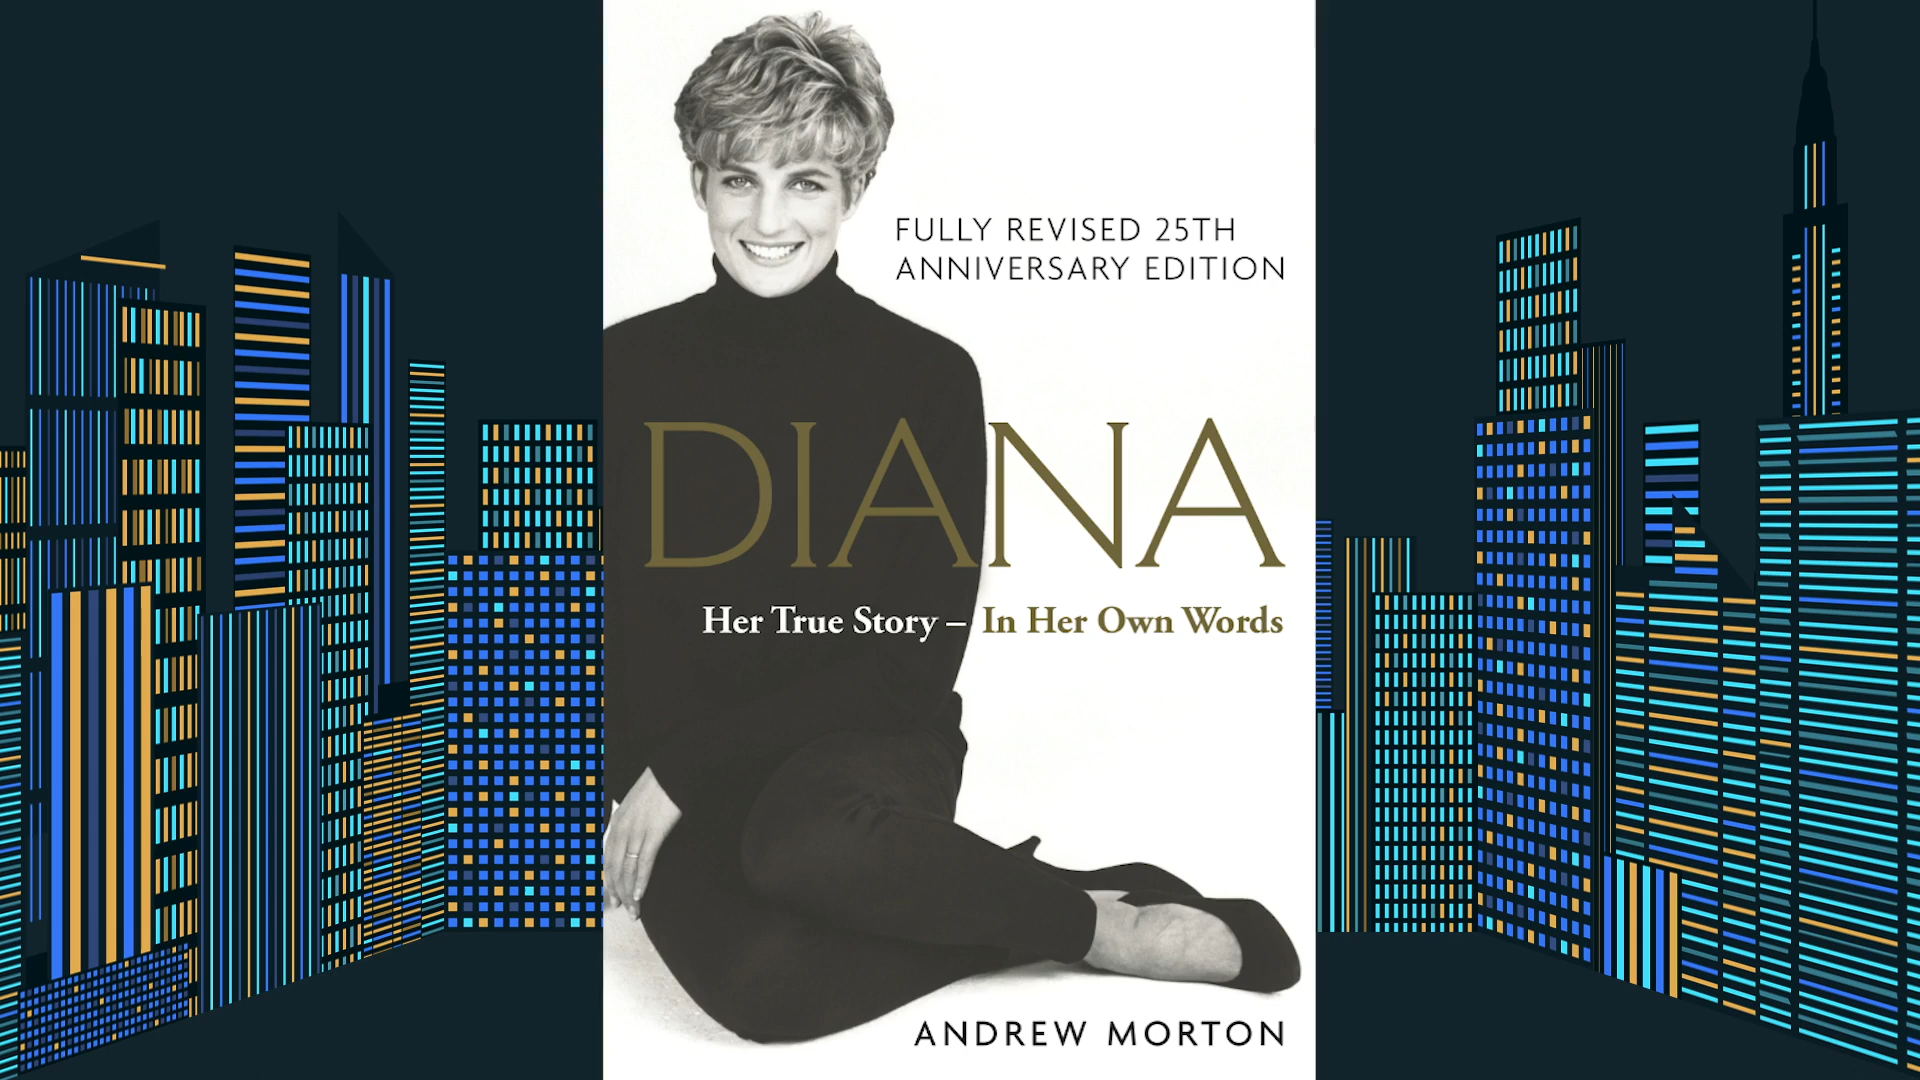 FULLY REVISED 25TH
ANNIVERSARY EDITION
DIANA
Her True Story – In Her Own Words
ANDREW MORTON